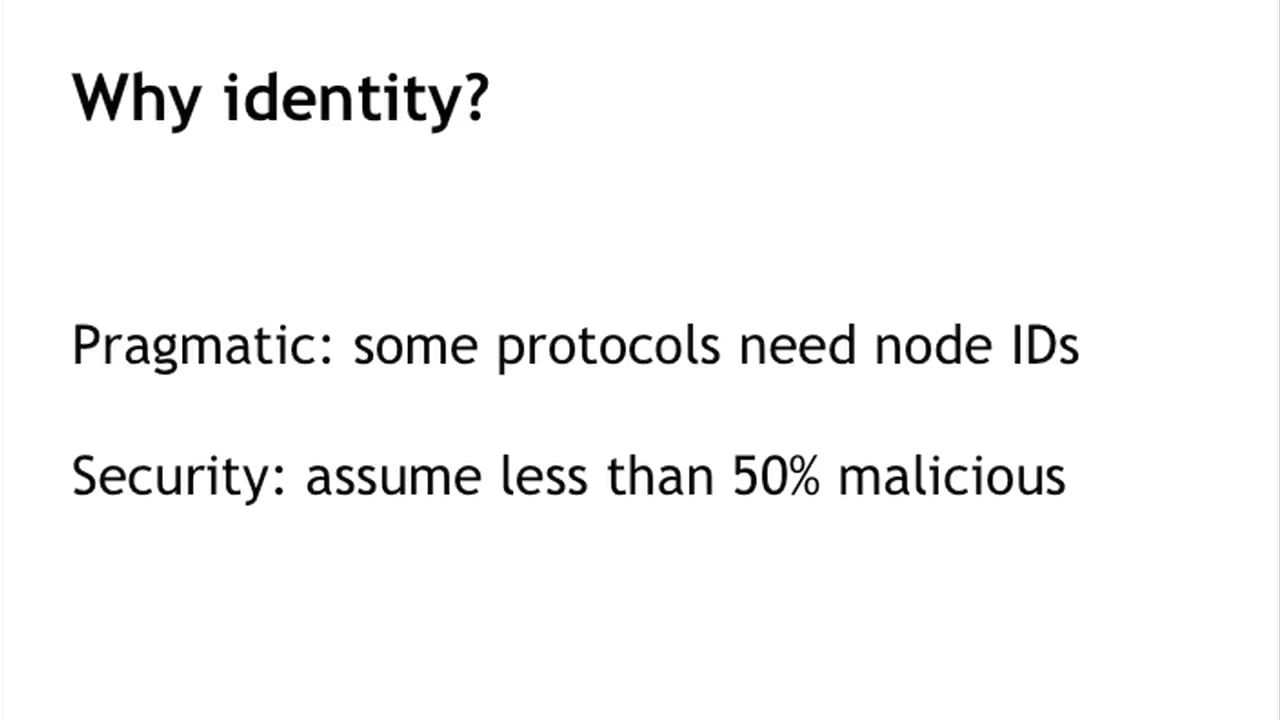 Why identity?
Pragmatic: some protocols need node IDs
Security: assume less than 50% malicious